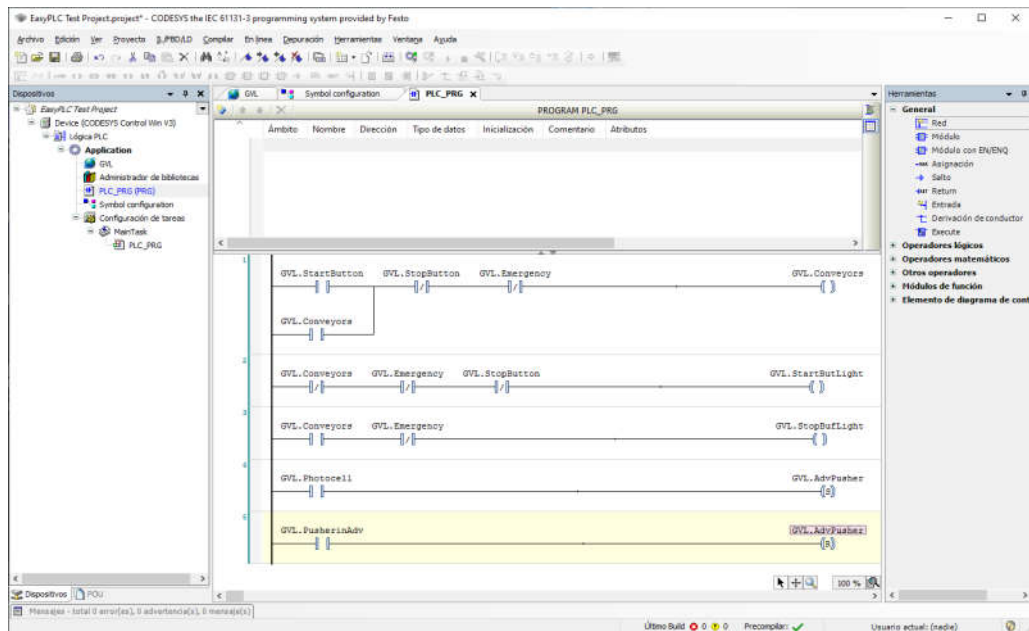 EasyPLC Test Project.project* - CODESYS the IEC 61131-3 programming system provided by Festo
Archivo Edición Ver Proyecto Compilar En línea Depuración Herramientas Ventana Ayuda
Dispositivos
EasyPLC Test Project
Device (CODESYS Control Win V3)
Lógica PLC
Application
GVL
Administrador de bibliotecas
PLC_PRG (PRG)
Symbol configuration
Configuración de tareas
MainTask
PLC_PRG
Dispositivos POU
GVL Symbol configuration PLC_PRG
PROGRAM PLC_PRG
Ámbito Nombre Dirección Tipo de datos Inicialización Comentario Atributos
1
GVL.StartButton GVL.StopButton GVL.Emergency GVL.Conveyors
GVL.Conveyors
2
GVL.Conveyors GVL.Emergency GVL.StopButton GVL.StartButLight
3
GVL.Conveyors GVL.Emergency GVL.StopButLight
4
GVL.Photocell GVL.AdvPusher
S
5
GVL.PusherinAdv GVL.AdvPusher
R
100 %
Herramientas
General
Red
Módulo
Módulo con EN/ENO
Asignación
Salto
Return
Entrada
Derivación de conductor
Execute
Operadores lógicos
Operadores matemáticos
Otros operadores
Módulos de función
Elemento de diagrama de cont
Mensajes - total 0 error(es), 0 advertencia(s), 0 mensaje(s)
Último Build 0 0 Precompilar: Usuario actual: (nadie)